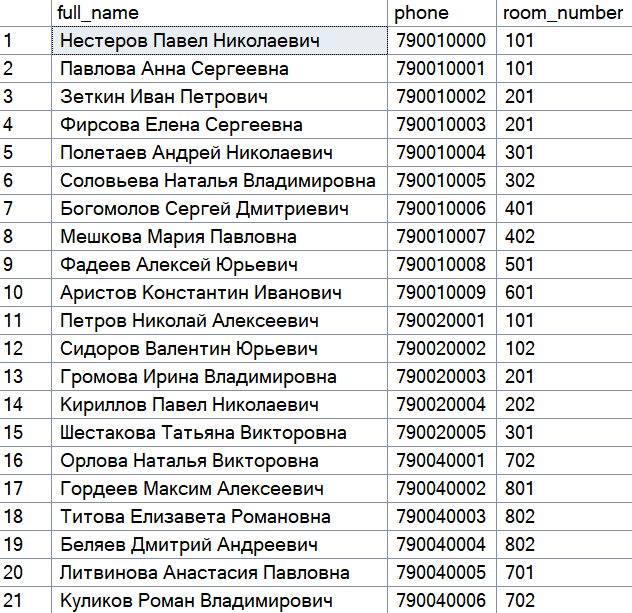 full_name phone room_number
1 Нестеров Павел Николаевич 790010000 101
2 Павлова Анна Сергеевна 790010001 101
3 Зеткин Иван Петрович 790010002 201
4 Фирсова Елена Сергеевна 790010003 201
5 Полетаев Андрей Николаевич 790010004 301
6 Соловьева Наталья Владимировна 790010005 302
7 Богомолов Сергей Дмитриевич 790010006 401
8 Мешкова Мария Павловна 790010007 402
9 Фадеев Алексей Юрьевич 790010008 501
10 Аристов Константин Иванович 790010009 601
11 Петров Николай Алексеевич 790020001 101
12 Сидоров Валентин Юрьевич 790020002 102
13 Громова Ирина Владимировна 790020003 201
14 Кириллов Павел Николаевич 790020004 202
15 Шестакова Татьяна Викторовна 790020005 301
16 Орлова Наталья Викторовна 790040001 702
17 Гордеев Максим Алексеевич 790040002 801
18 Титова Елизавета Романовна 790040003 802
19 Беляев Дмитрий Андреевич 790040004 802
20 Литвинова Анастасия Павловна 790040005 701
21 Куликов Роман Владимирович 790040006 702